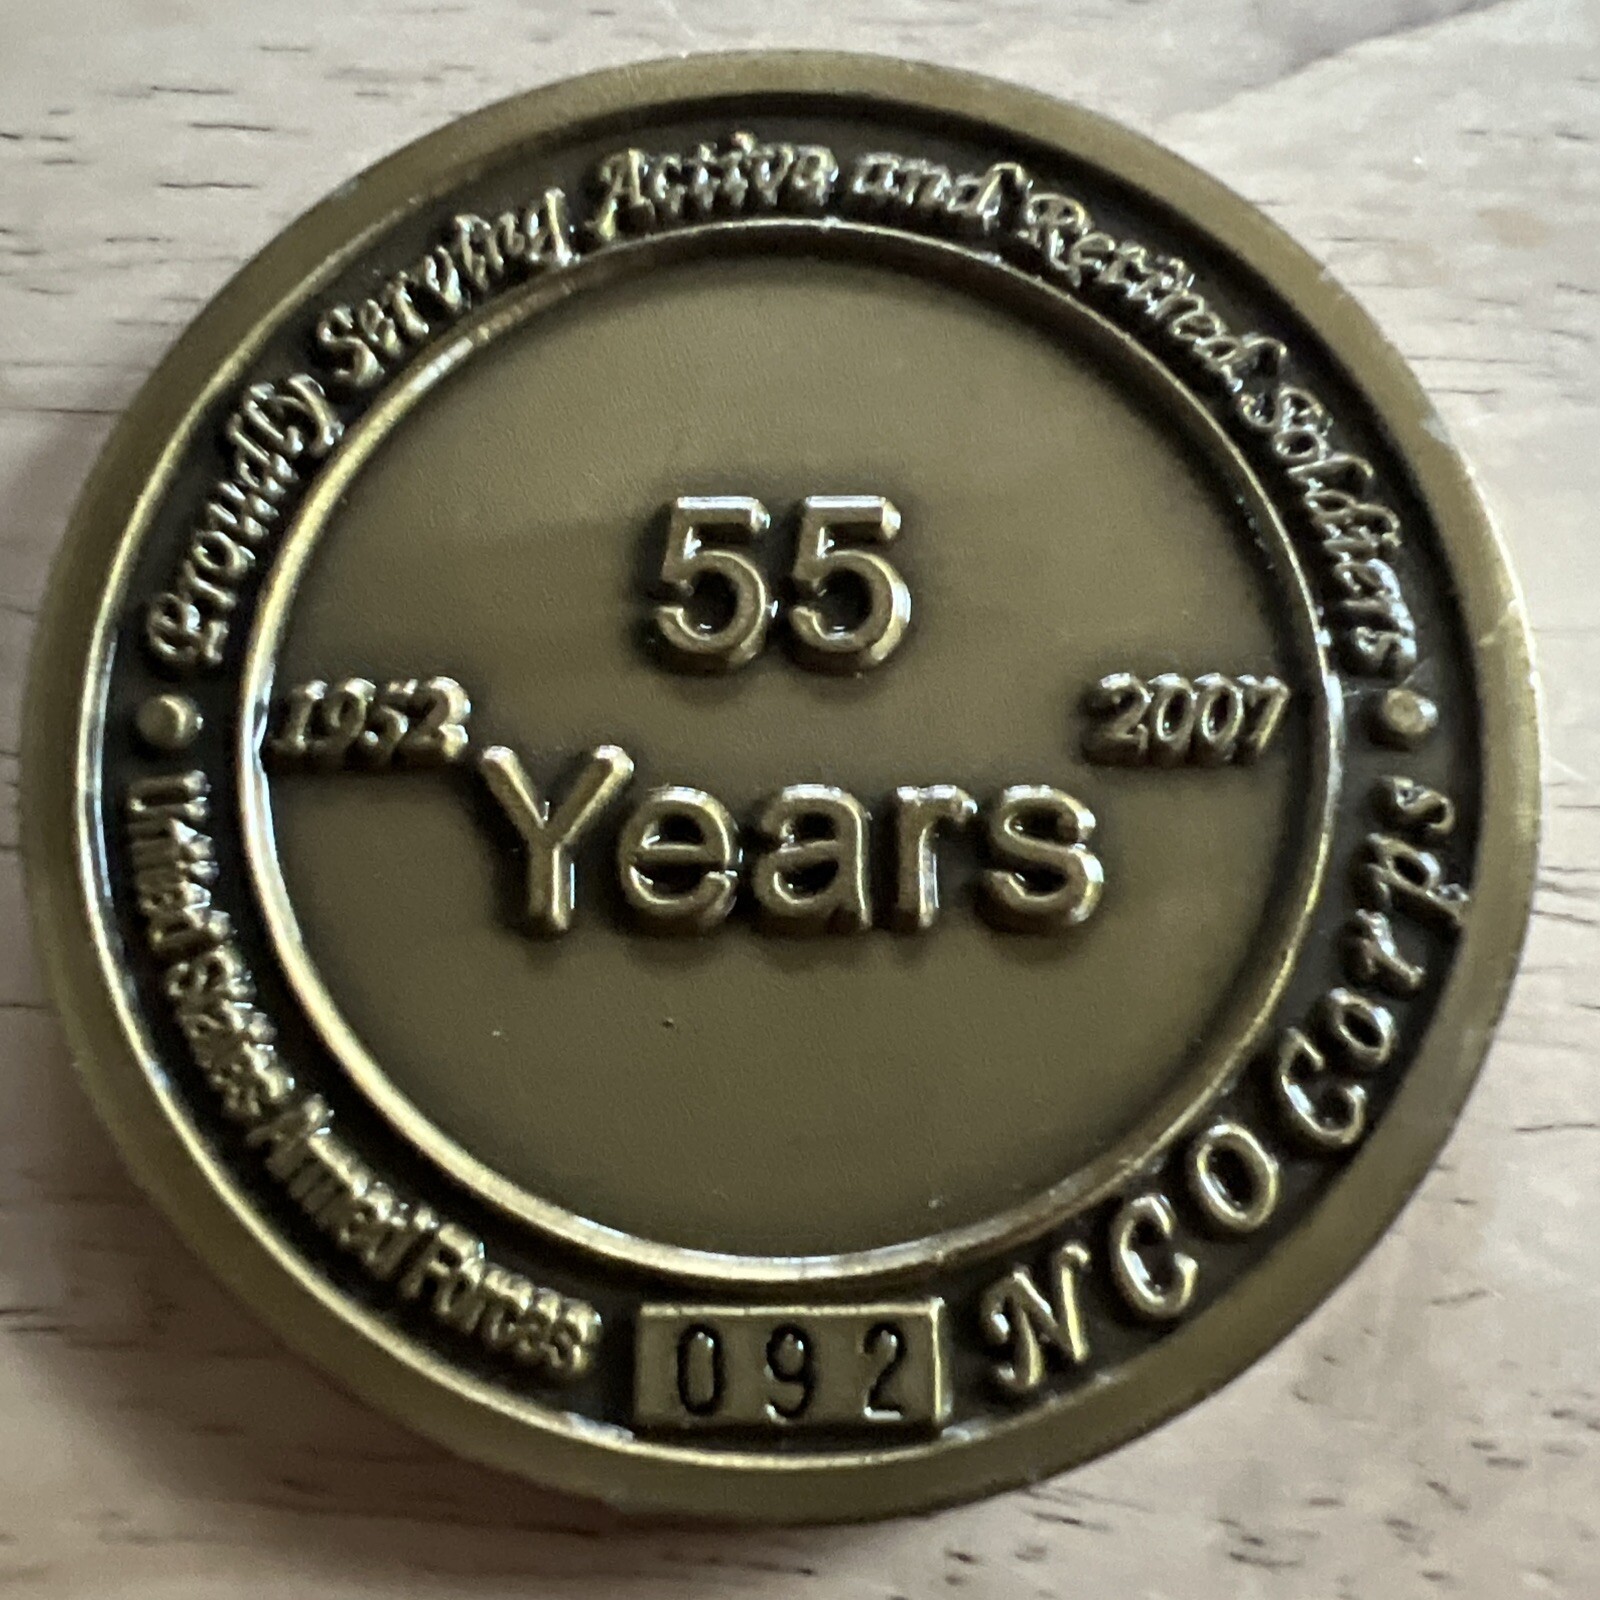 Proudly Serving Active and Retired Soldiers
55
1952 2007
Years
United States Armed Forces
092
NCO Corps